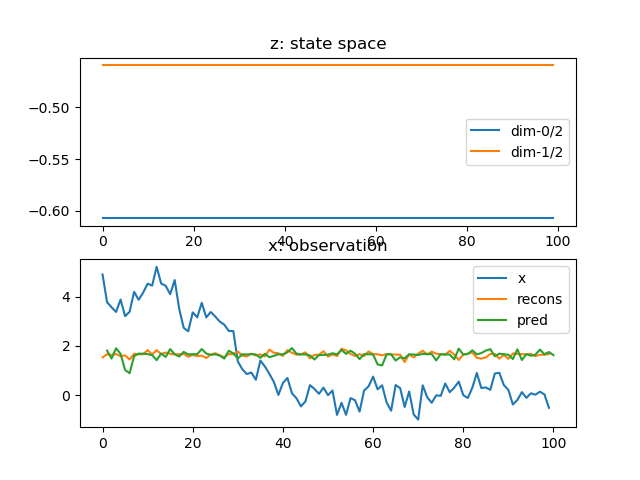 z: state space
−0.50
−0.55
−0.60
dim-0/2
dim-1/2
0 20 40 60 80 100
x: observation
4
2
0
x
recons
pred
0 20 40 60 80 100